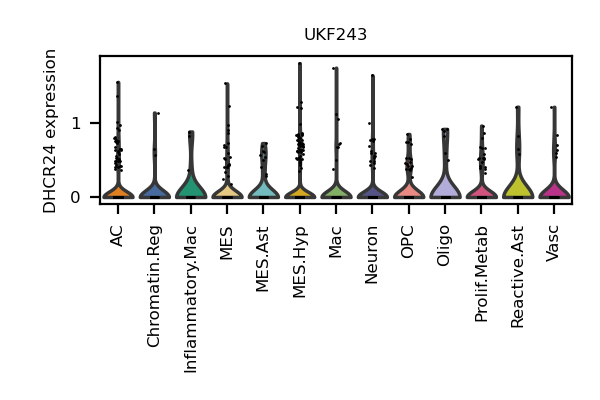 UKF243
DHCR24 expression
1
0
AC
Chromatin.Reg
Inflammatory.Mac
MES
MES.Ast
MES.Hyp
Mac
Neuron
OPC
Oligo
Prolif.Metab
Reactive.Ast
Vasc